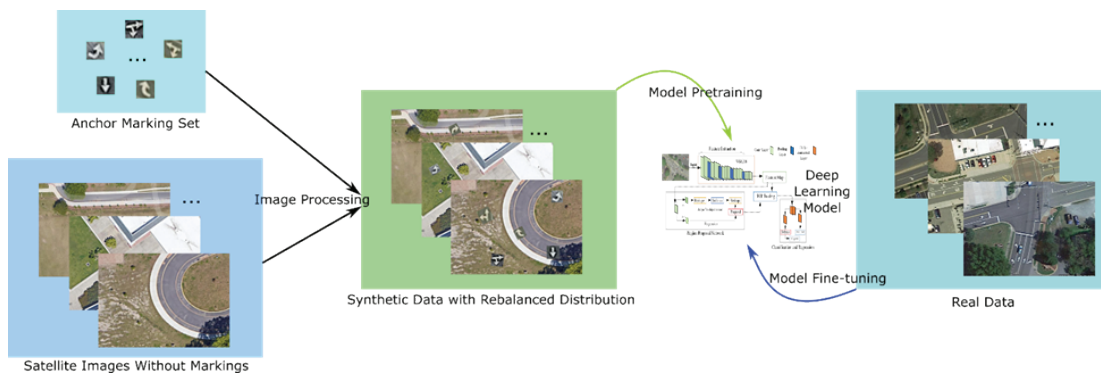 Anchor Marking Set
Image Processing
Satellite Images Without Markings
Synthetic Data with Rebalanced Distribution
Model Pretraining
Deep
Learning
Model
Model Fine-tuning
Real Data